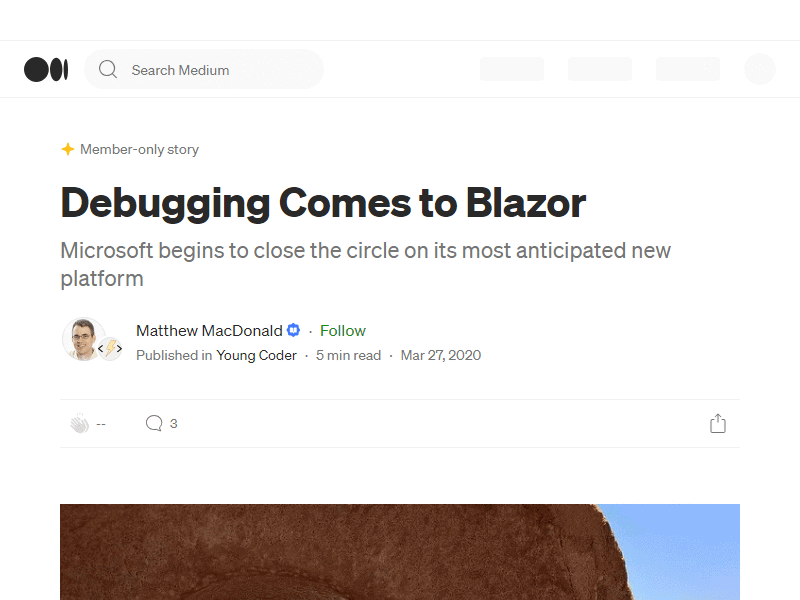 Search Medium
Member-only story
Debugging Comes to Blazor
Microsoft begins to close the circle on its most anticipated new
platform
Matthew MacDonald · Follow
Published in Young Coder · 5 min read · Mar 27, 2020
-- 3